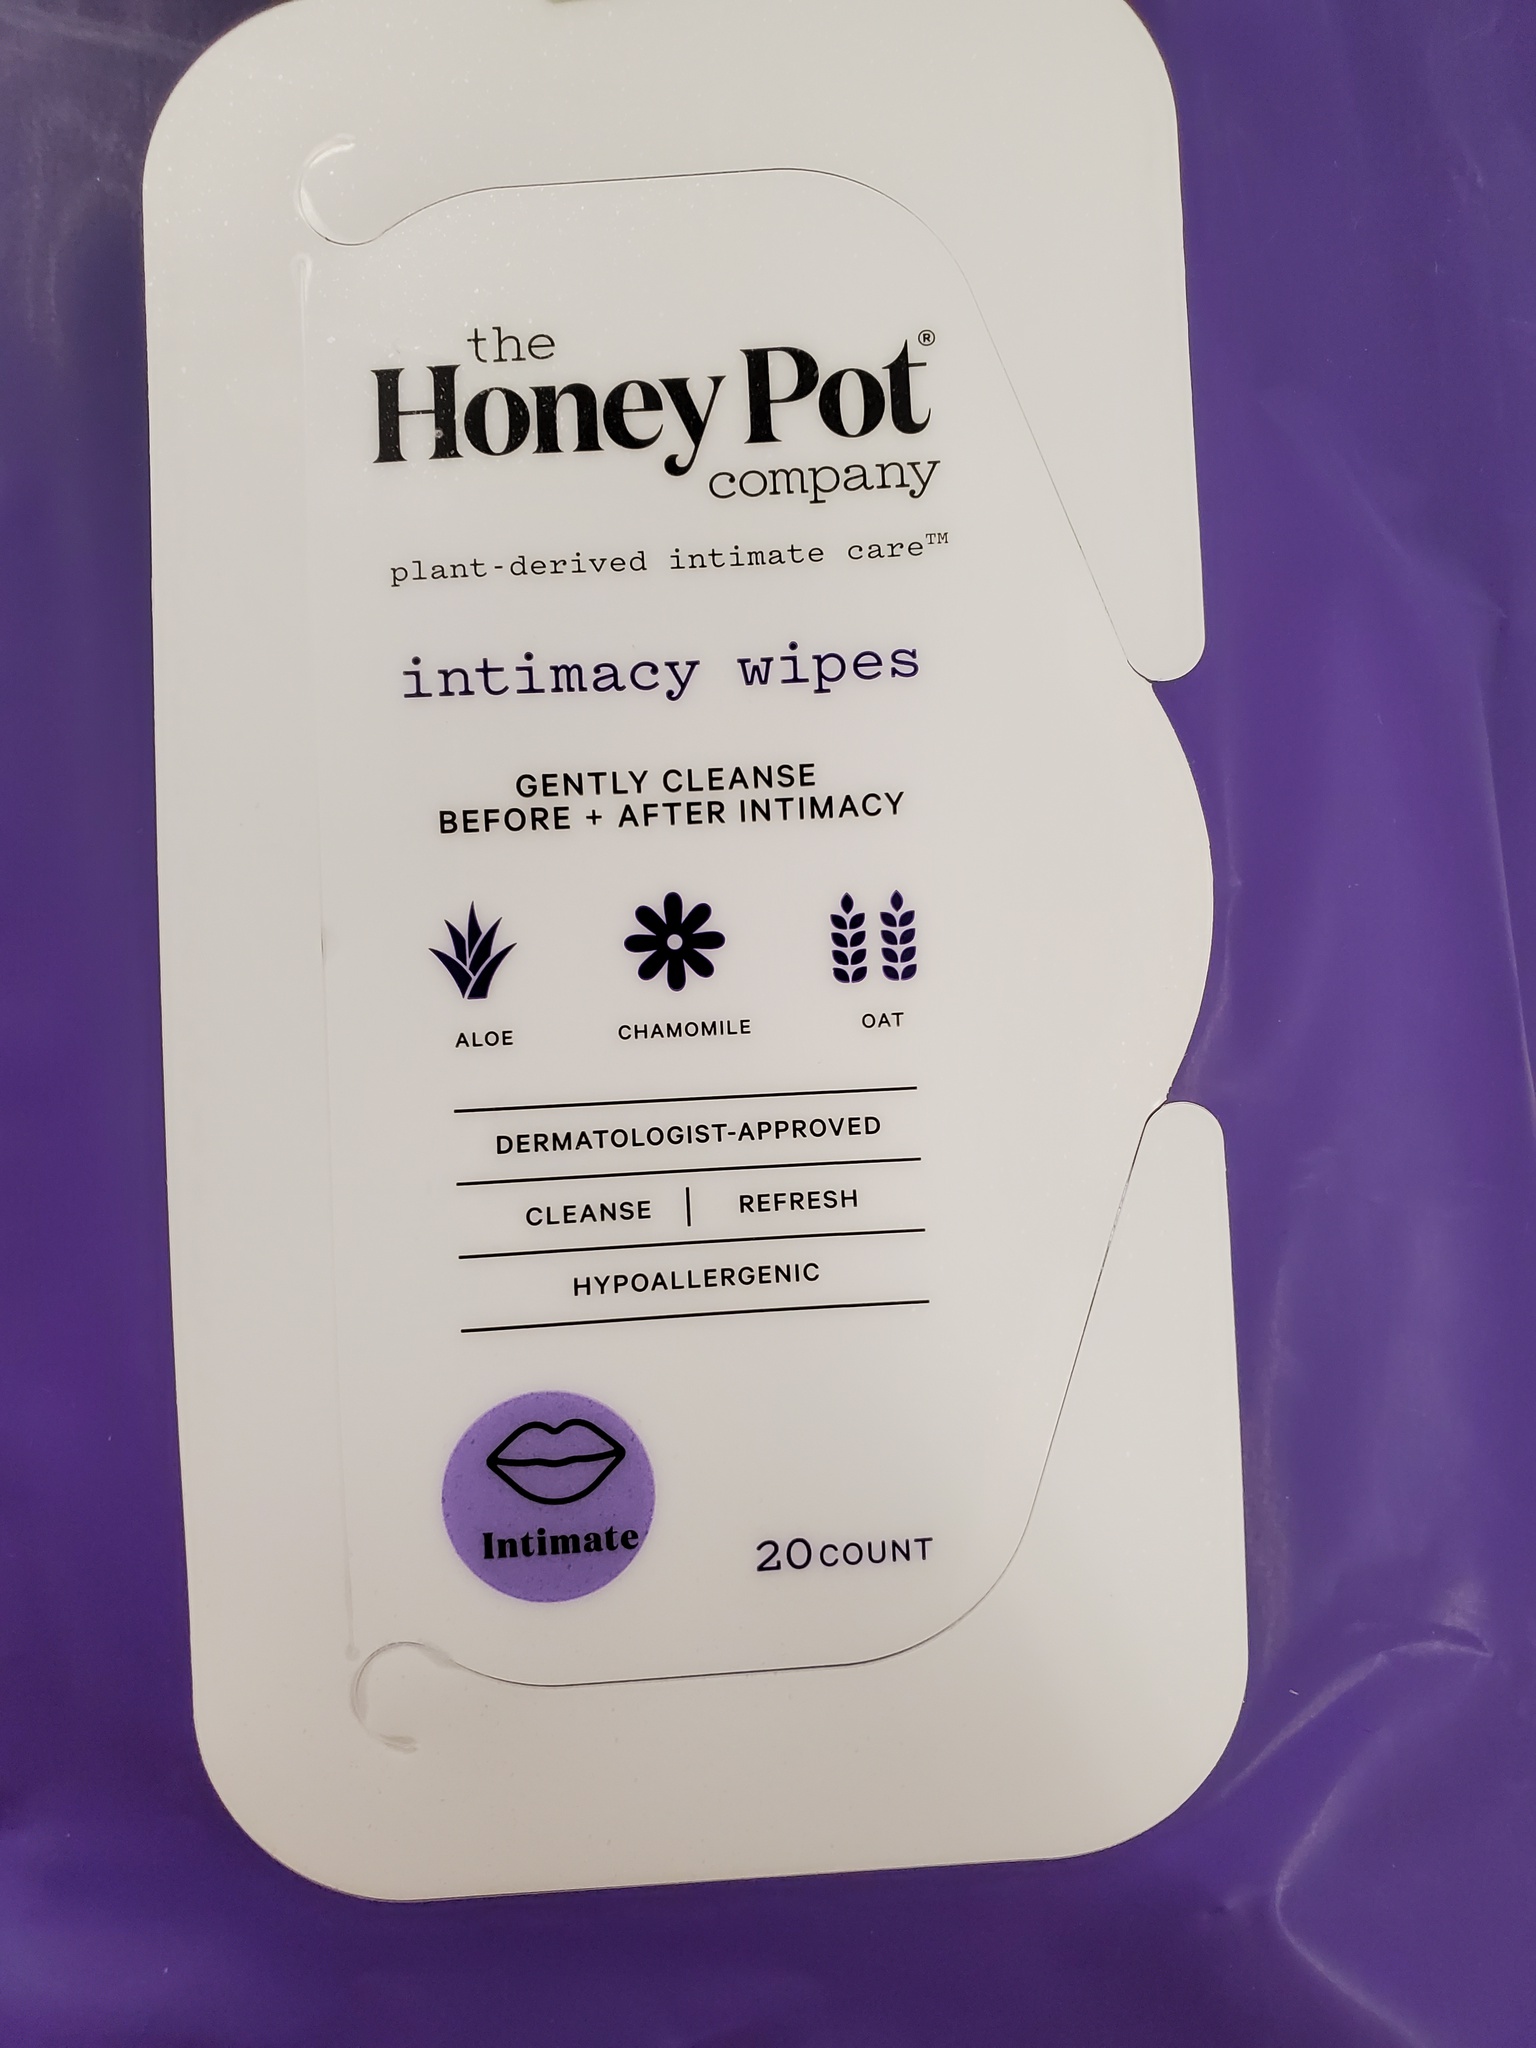 the
Honey Pot®
company
plant-derived intimate care™
intimacy wipes
GENTLY CLEANSE
BEFORE + AFTER INTIMACY
ALOE CHAMOMILE OAT
DERMATOLOGIST-APPROVED
CLEANSE | REFRESH
HYPOALLERGENIC
Intimate
20 COUNT